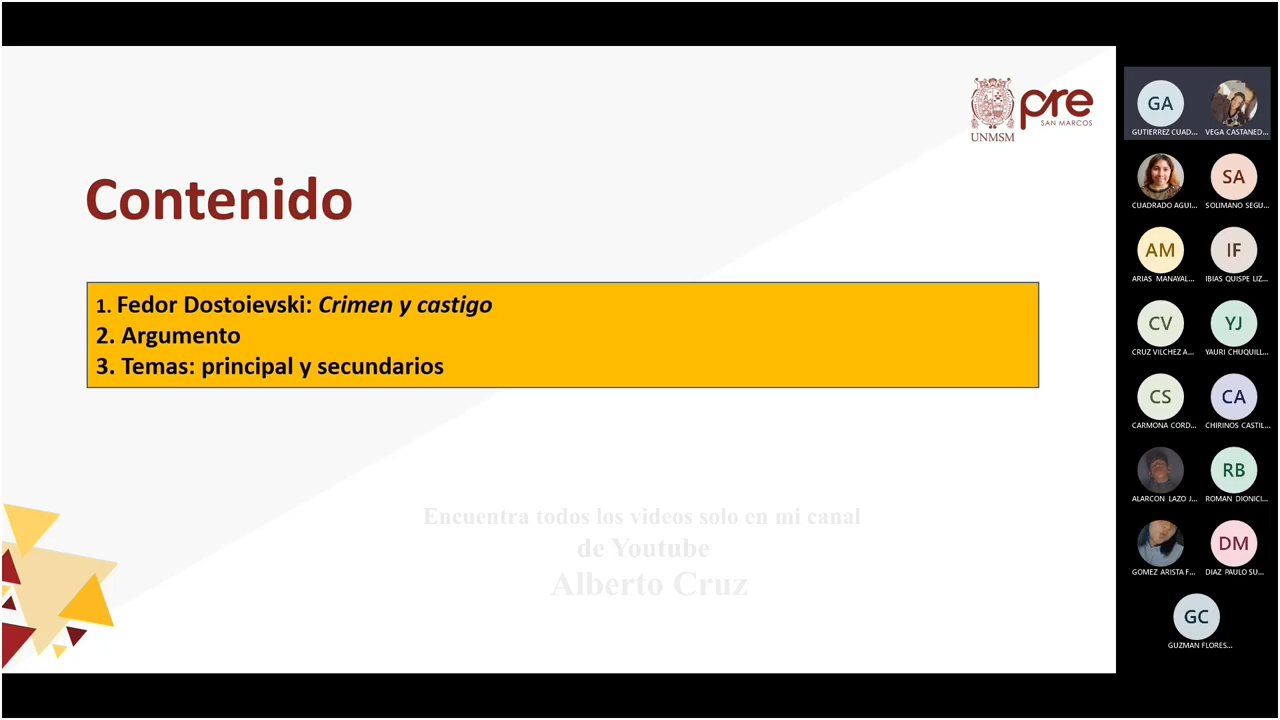 pre
SAN MARCOS
UNMSM
Contenido
1. Fedor Dostoievski: Crimen y castigo
2. Argumento
3. Temas: principal y secundarios
Encuentra todos los videos solo en mi canal
de Youtube
Alberto Cruz
GA
GUTIERREZ CUAD...
VEGA CASTANED...
CUADRADO AGUI...
SA
SOLIMANO SEGU...
AM
ARIAS MANAYAL...
IF
IBIAS QUISPE LIZ...
CV
CRUZ VILCHEZ A...
YJ
YAURI CHUQUILL...
CS
CARMONA CORD...
CA
CHIRINOS CASTIL...
ALARCON LAZO J...
RB
ROMAN DIONICI...
GOMEZ ARISTA F...
DM
DIAZ PAULO SU...
GC
GUZMAN FLORES...